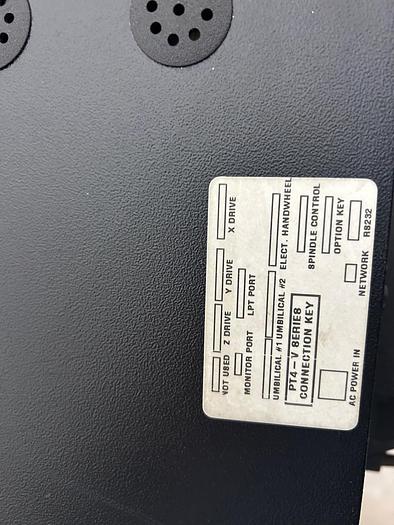 NOT USED Z DRIVE Y DRIVE X DRIVE
MONITOR PORT LPT PORT
UMBILICAL #1 UMBILICAL #2 ELECT. HANDWHEEL
PT4-V SERIES SPINDLE CONTROL
CONNECTION KEY OPTION KEY
AC POWER IN NETWORK RS232